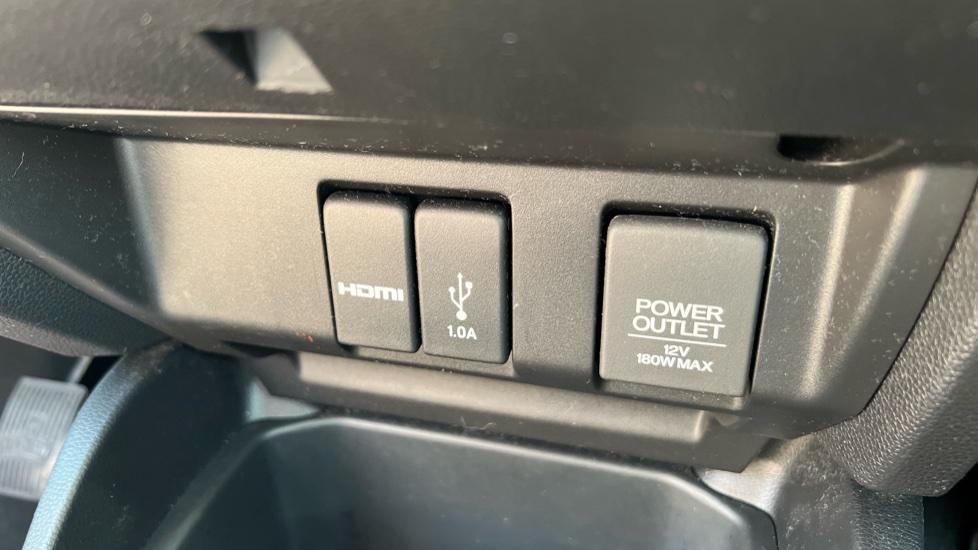 HDMI
1.0A
POWER
OUTLET
12V
180W MAX